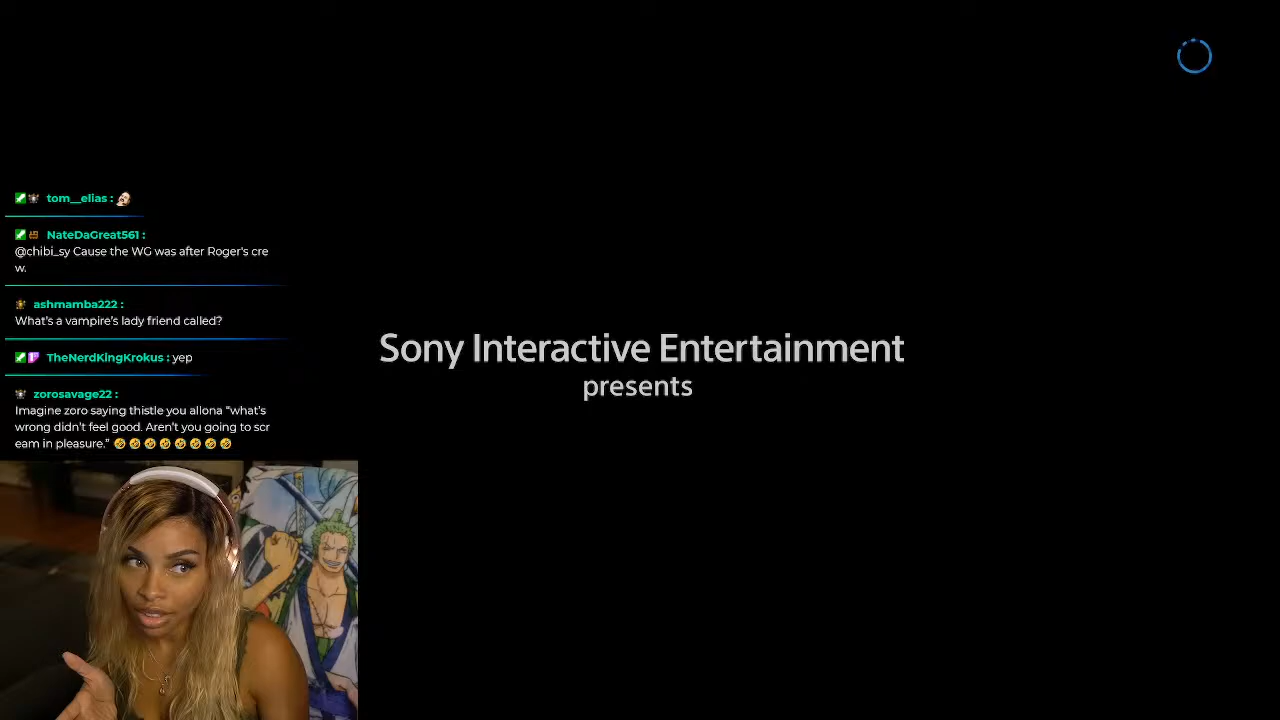 tom__elias :
NateDaGreat561 :
@chibi_sy Cause the WG was after Roger's cre
w.
ashmamba222 :
What's a vampire's lady friend called?
TheNerdKingKrokus : yep
zorosavage22 :
Imagine zoro saying thistle you allona "what's
wrong didn't feel good. Aren't you going to scr
eam in pleasure."
Sony Interactive Entertainment
presents